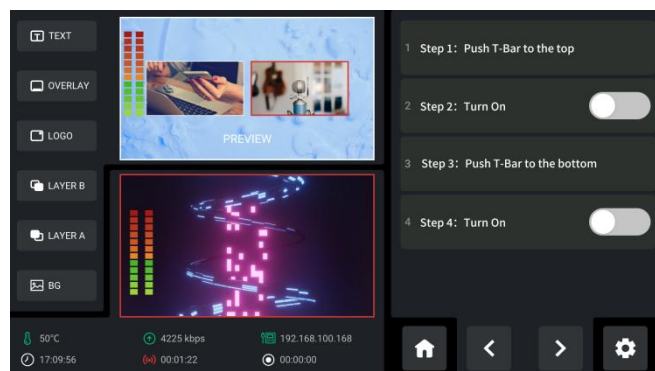 TEXT
OVERLAY
LOGO
LAYER B
LAYER A
BG
PREVIEW
50°C
4225 kbps
192.168.100.168
17:09:56
00:01:22
00:00:00
1 Step 1: Push T-Bar to the top
2 Step 2: Turn On
3 Step 3: Push T-Bar to the bottom
4 Step 4: Turn On